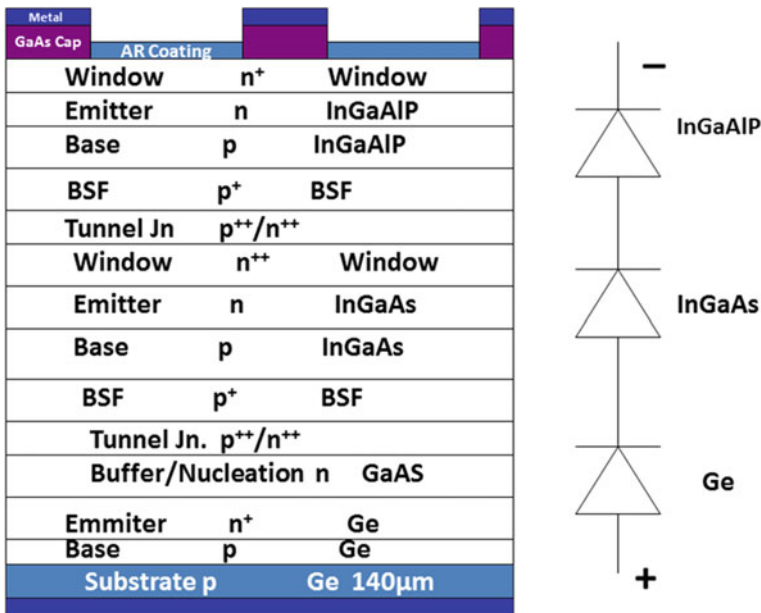 Metal
GaAs Cap
AR Coating
Window n⁺ Window
Emitter n InGaAlP
Base p InGaAlP
BSF p⁺ BSF
Tunnel Jn p⁺⁺/n⁺⁺
Window n⁺⁺ Window
Emitter n InGaAs
Base p InGaAs
BSF p⁺ BSF
Tunnel Jn. p⁺⁺/n⁺⁺
Buffer/Nucleation n GaAS
Emmiter n⁺ Ge
Base p Ge
Substrate p Ge 140μm
−
InGaAlP
InGaAs
Ge
+